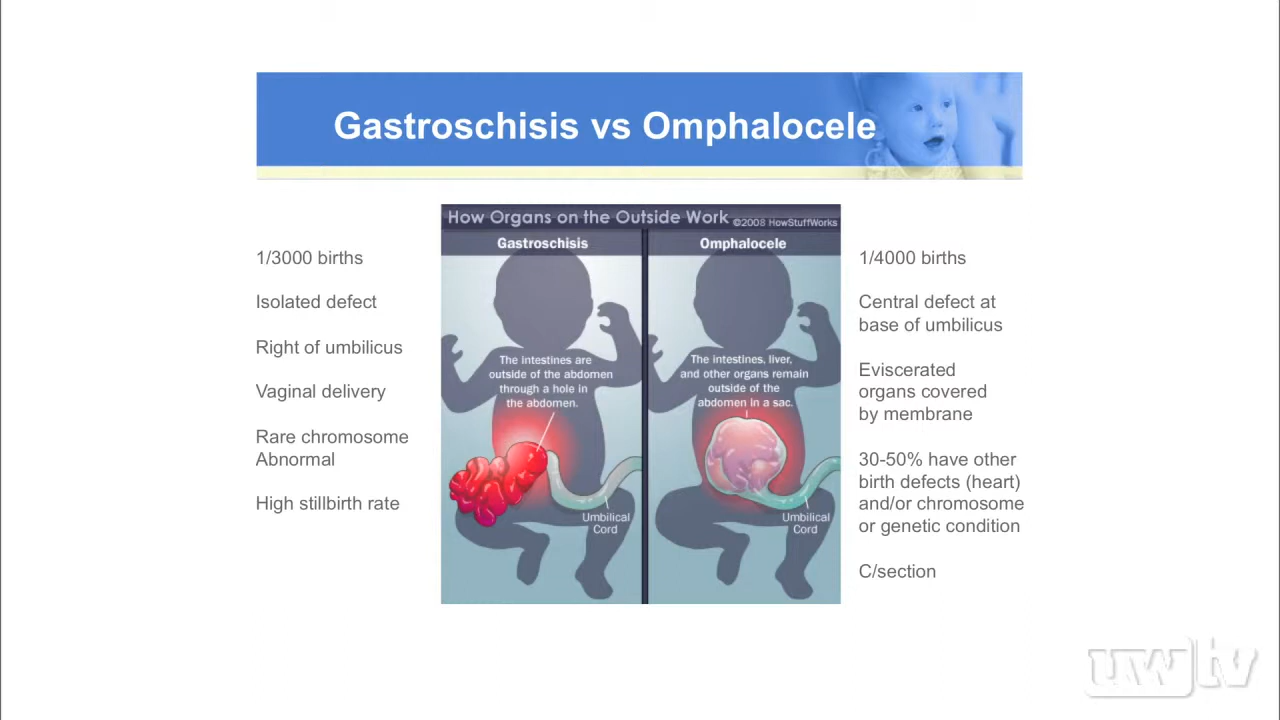 Gastroschisis vs Omphalocele
1/3000 births
Isolated defect
Right of umbilicus
Vaginal delivery
Rare chromosome
Abnormal
High stillbirth rate
How Organs on the Outside Work ©2008 HowStuffWorks
Gastroschisis
The intestines are
outside of the abdomen
through a hole in
the abdomen.
Umbilical
Cord
Omphalocele
The intestines, liver,
and other organs remain
outside of the
abdomen in a sac.
Umbilical
Cord
1/4000 births
Central defect at
base of umbilicus
Eviscerated
organs covered
by membrane
30-50% have other
birth defects (heart)
and/or chromosome
or genetic condition
C/section
uwtv